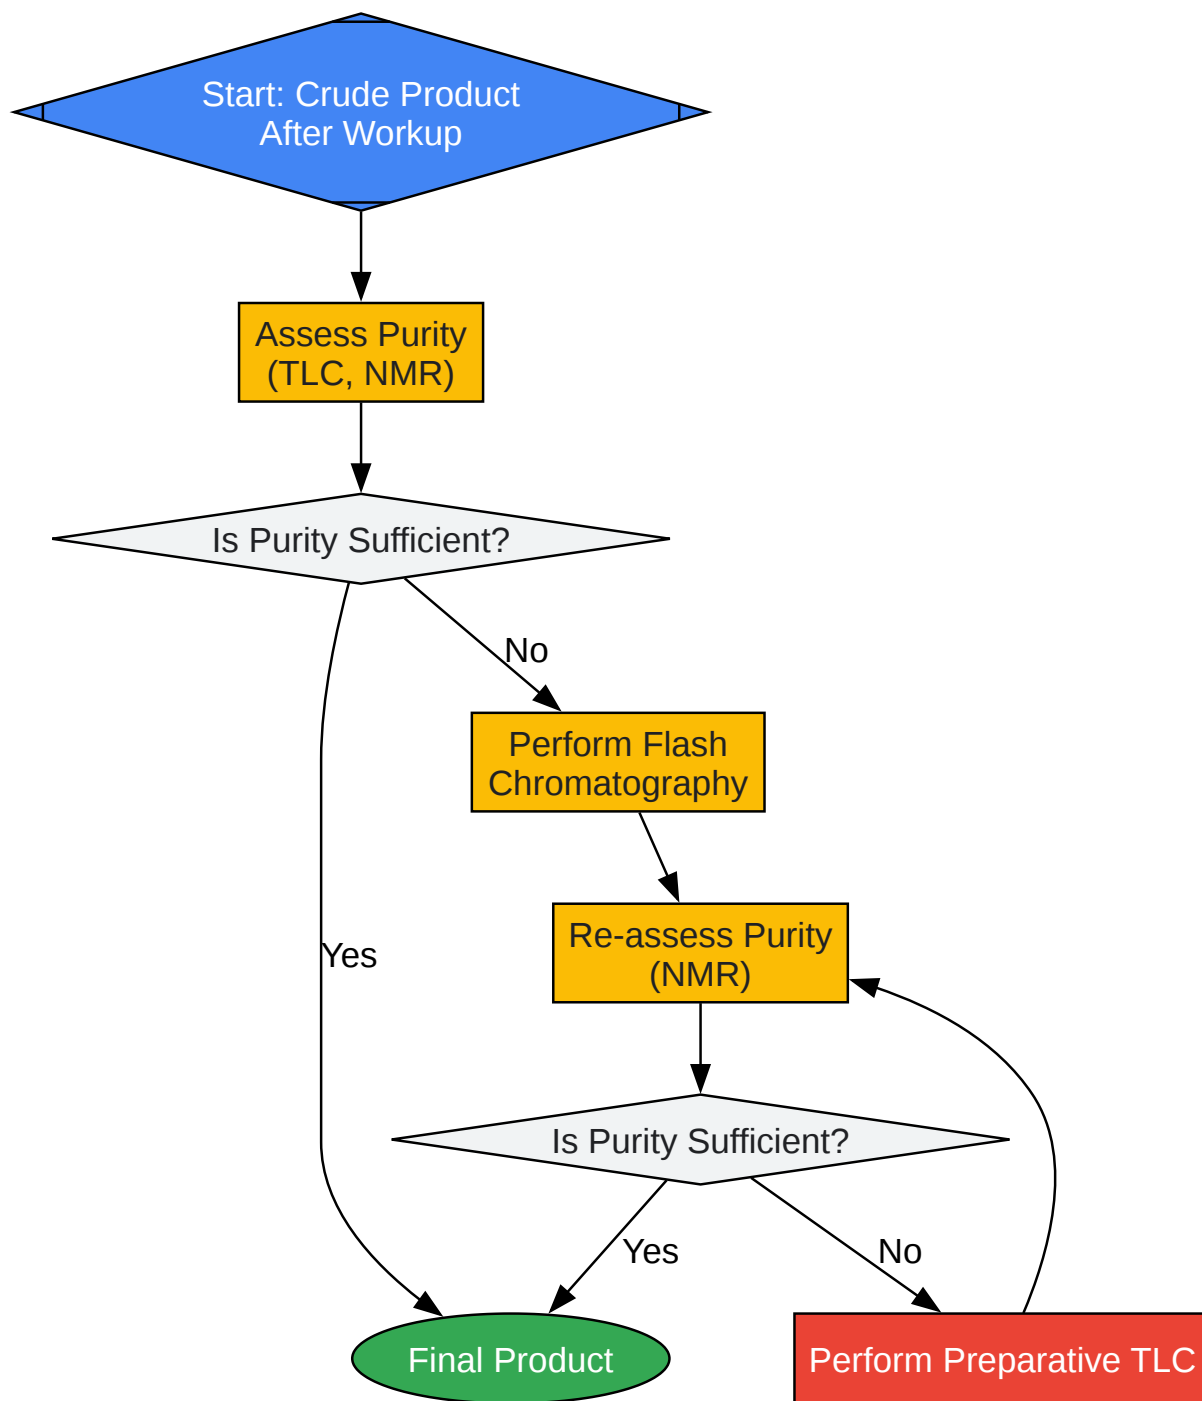 Start: Crude Product
After Workup
Assess Purity
(TLC, NMR)
Is Purity Sufficient?
No
Perform Flash
Chromatography
Re-assess Purity
(NMR)
Yes
Is Purity Sufficient?
Yes
No
Final Product
Perform Preparative TLC